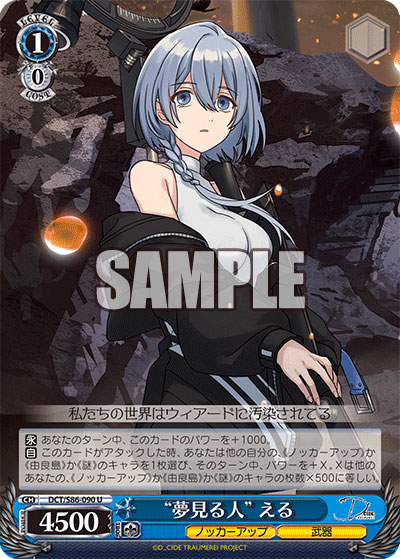 LEVEL
1
0
COST
SAMPLE
私たちの世界はウィアードに汚染されてる
永 あなたのターン中、このカードのパワーを＋1000。
自 このカードがアタックした時、あなたは他の自分の、《ノッカーアップ》か
《由良島》か《謎》のキャラを1枚選び、そのターン中、パワーを＋X。Xは他の
あなたの、《ノッカーアップ》か《由良島》か《謎》のキャラの枚数×500に等しい。
CH DCT/S86-090 U
4500
“夢見る人” える
ノッカーアップ 武器
©D_CIDE TRAUMEREI PROJECT